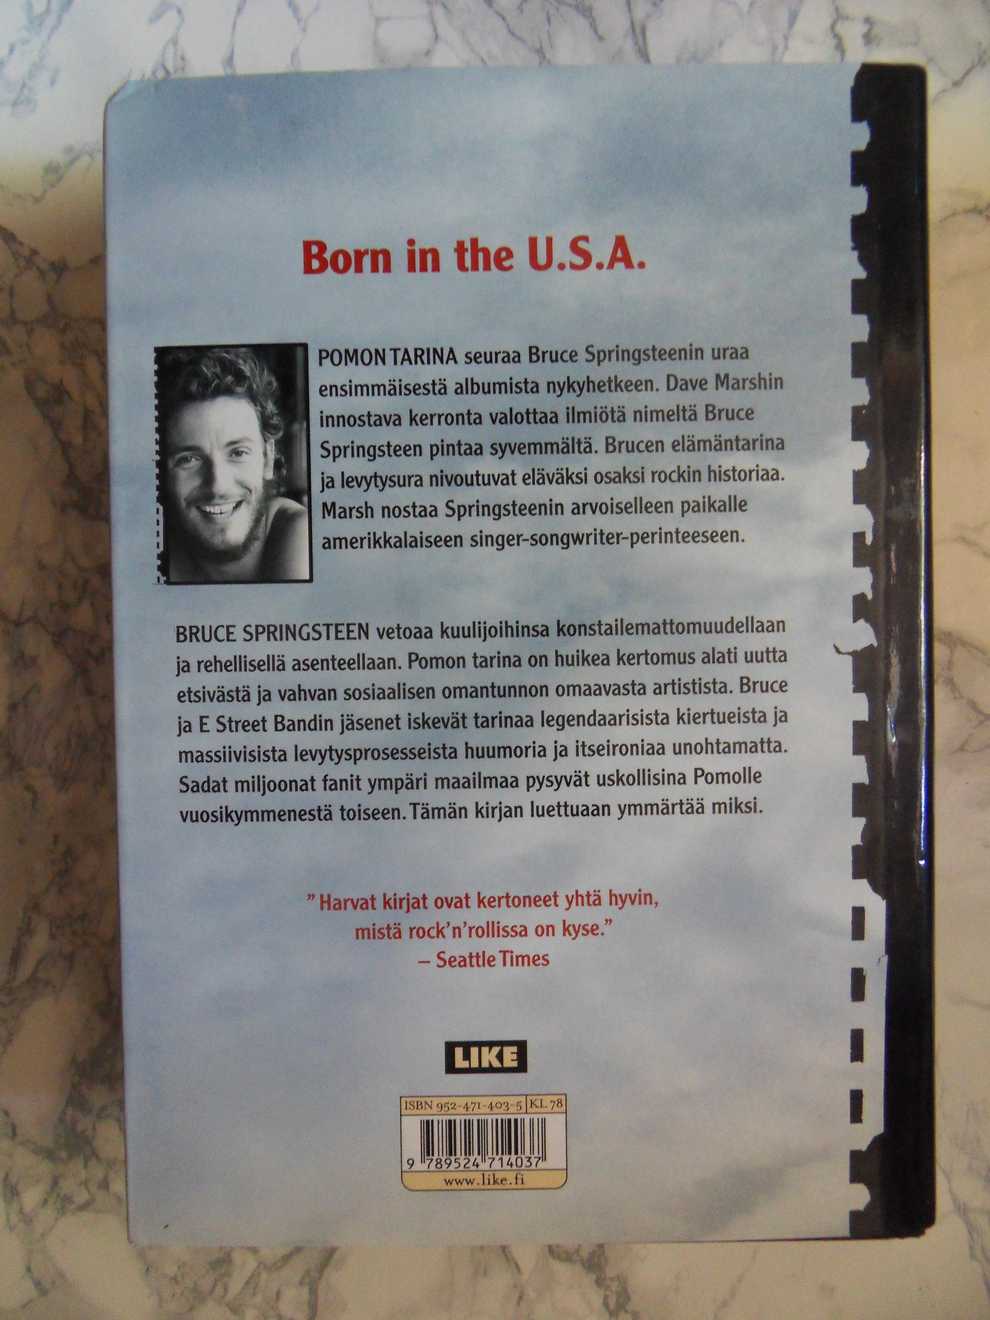 Born in the U.S.A.
POMON TARINA seuraa Bruce Springsteenin uraa
ensimmäisestä albumista nykyhetkeen. Dave Marshin
innostava kerronta valottaa ilmiötä nimeltä Bruce
Springsteen pintaa syvemmältä. Brucen elämäntarina
ja levytysura nivoutuvat eläväksi osaksi rockin historiaa.
Marsh nostaa Springsteenin arvoiselleen paikalle
amerikkalaiseen singer-songwriter-perinteeseen.
BRUCE SPRINGSTEEN vetoaa kuulijoihinsa konstailemattomuudellaan
ja rehellisellä asenteellaan. Pomon tarina on huikea kertomus alati uutta
etsivästä ja vahvan sosiaalisen omantunnon omaavasta artistista. Bruce
ja E Street Bandin jäsenet iskevät tarinaa legendaarisista kiertueista ja
massiivisista levytysprosesseista huumoria ja itseironiaa unohtamatta.
Sadat miljoonat fanit ympäri maailmaa pysyvät uskollisina Pomolle
vuosikymmenestä toiseen. Tämän kirjan luettuaan ymmärtää miksi.
”Harvat kirjat ovat kertoneet yhtä hyvin,
mistä rock’n’rollissa on kyse.”
– Seattle Times
LIKE
ISBN 952-471-403-5 KL 78
9 789524 714037
www.like.fi